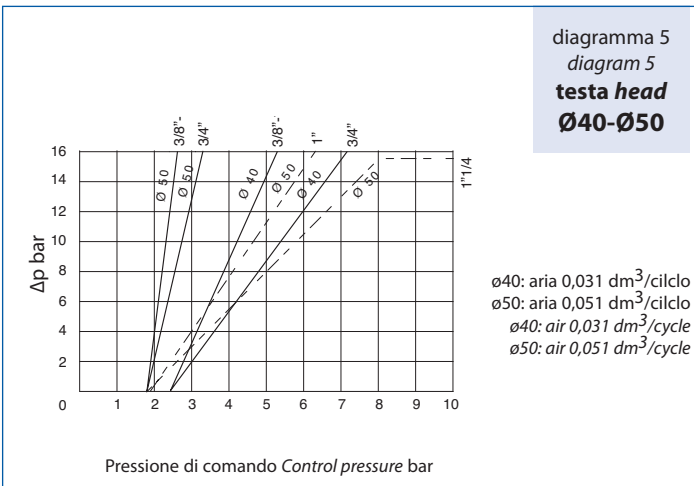 diagramma 5
diagram 5
testa head
Ø40-Ø50
3/8"-
3/4"
3/8"-
1"
3/4"
1"1/4
Ø 50
Ø 50
Ø 40
Ø 50
Ø 40
Ø 50
Δp bar
16
14
12
10
8
6
4
2
0 1 2 3 4 5 6 7 8 9 10
ø40: aria 0,031 dm3/cilclo
ø50: aria 0,051 dm3/cilclo
ø40: air 0,031 dm3/cycle
ø50: air 0,051 dm3/cycle
Pressione di comando Control pressure bar